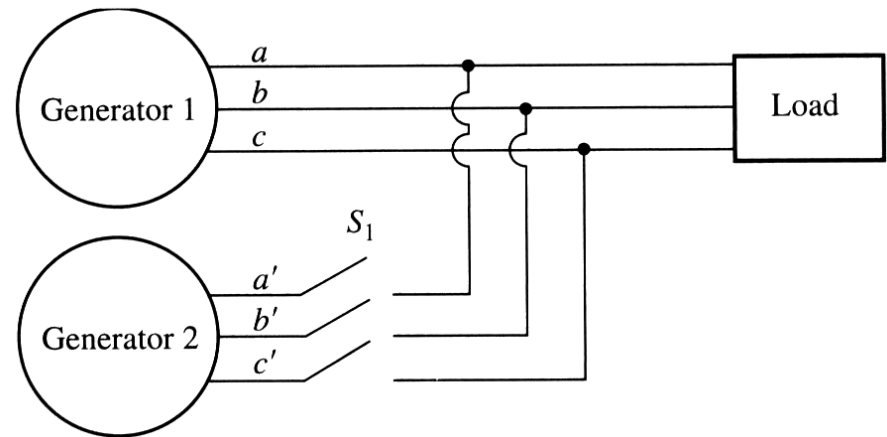 a
Generator 1
b
Load
c
S₁
a′
Generator 2
b′
c′